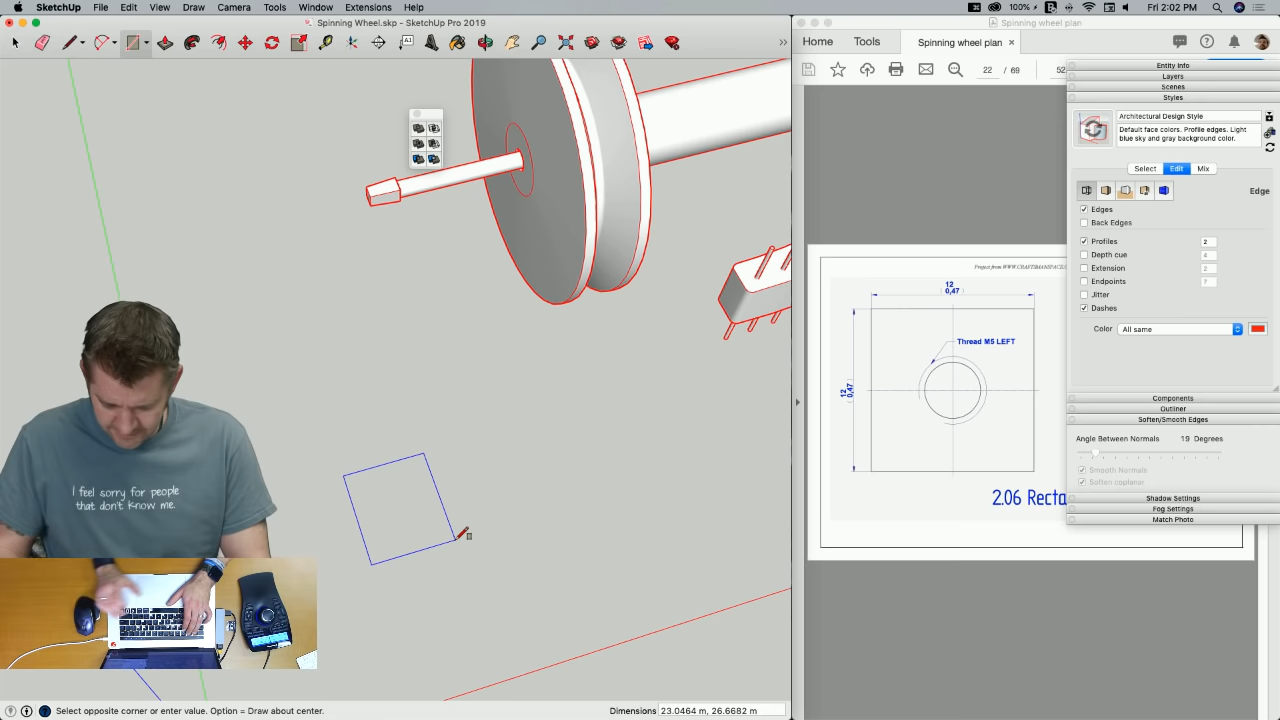 SketchUp File Edit View Draw Camera Tools Window Extensions Help
100% Fri 2:02 PM
Spinning Wheel.skp - SketchUp Pro 2019
Spinning wheel plan
Home Tools Spinning wheel plan ×
22 / 69
A1
Entity Info
Layers
Scenes
Styles
Architectural Design Style
Default face colors. Profile edges. Light
blue sky and gray background color.
Select Edit Mix
Edge
Edges
Back Edges
Profiles 2
Depth cue 4
Extension 2
Endpoints 7
Jitter
Dashes
Color All same
Components
Outliner
Soften/Smooth Edges
Angle Between Normals 19 Degrees
Smooth Normals
Soften coplanar
Shadow Settings
Fog Settings
Match Photo
12
0,47
Thread M5 LEFT
12
0,47
I feel sorry for people
that don't know me.
Select opposite corner or enter value. Option = Draw about center.
Dimensions 23.0464 m, 26.6682 m